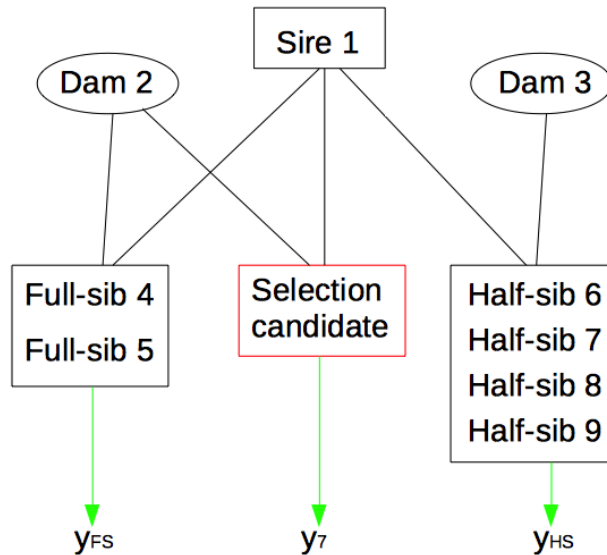 Sire 1
Dam 2
Dam 3
Full-sib 4
Full-sib 5
Selection
candidate
Half-sib 6
Half-sib 7
Half-sib 8
Half-sib 9
yFS
y7
yHS